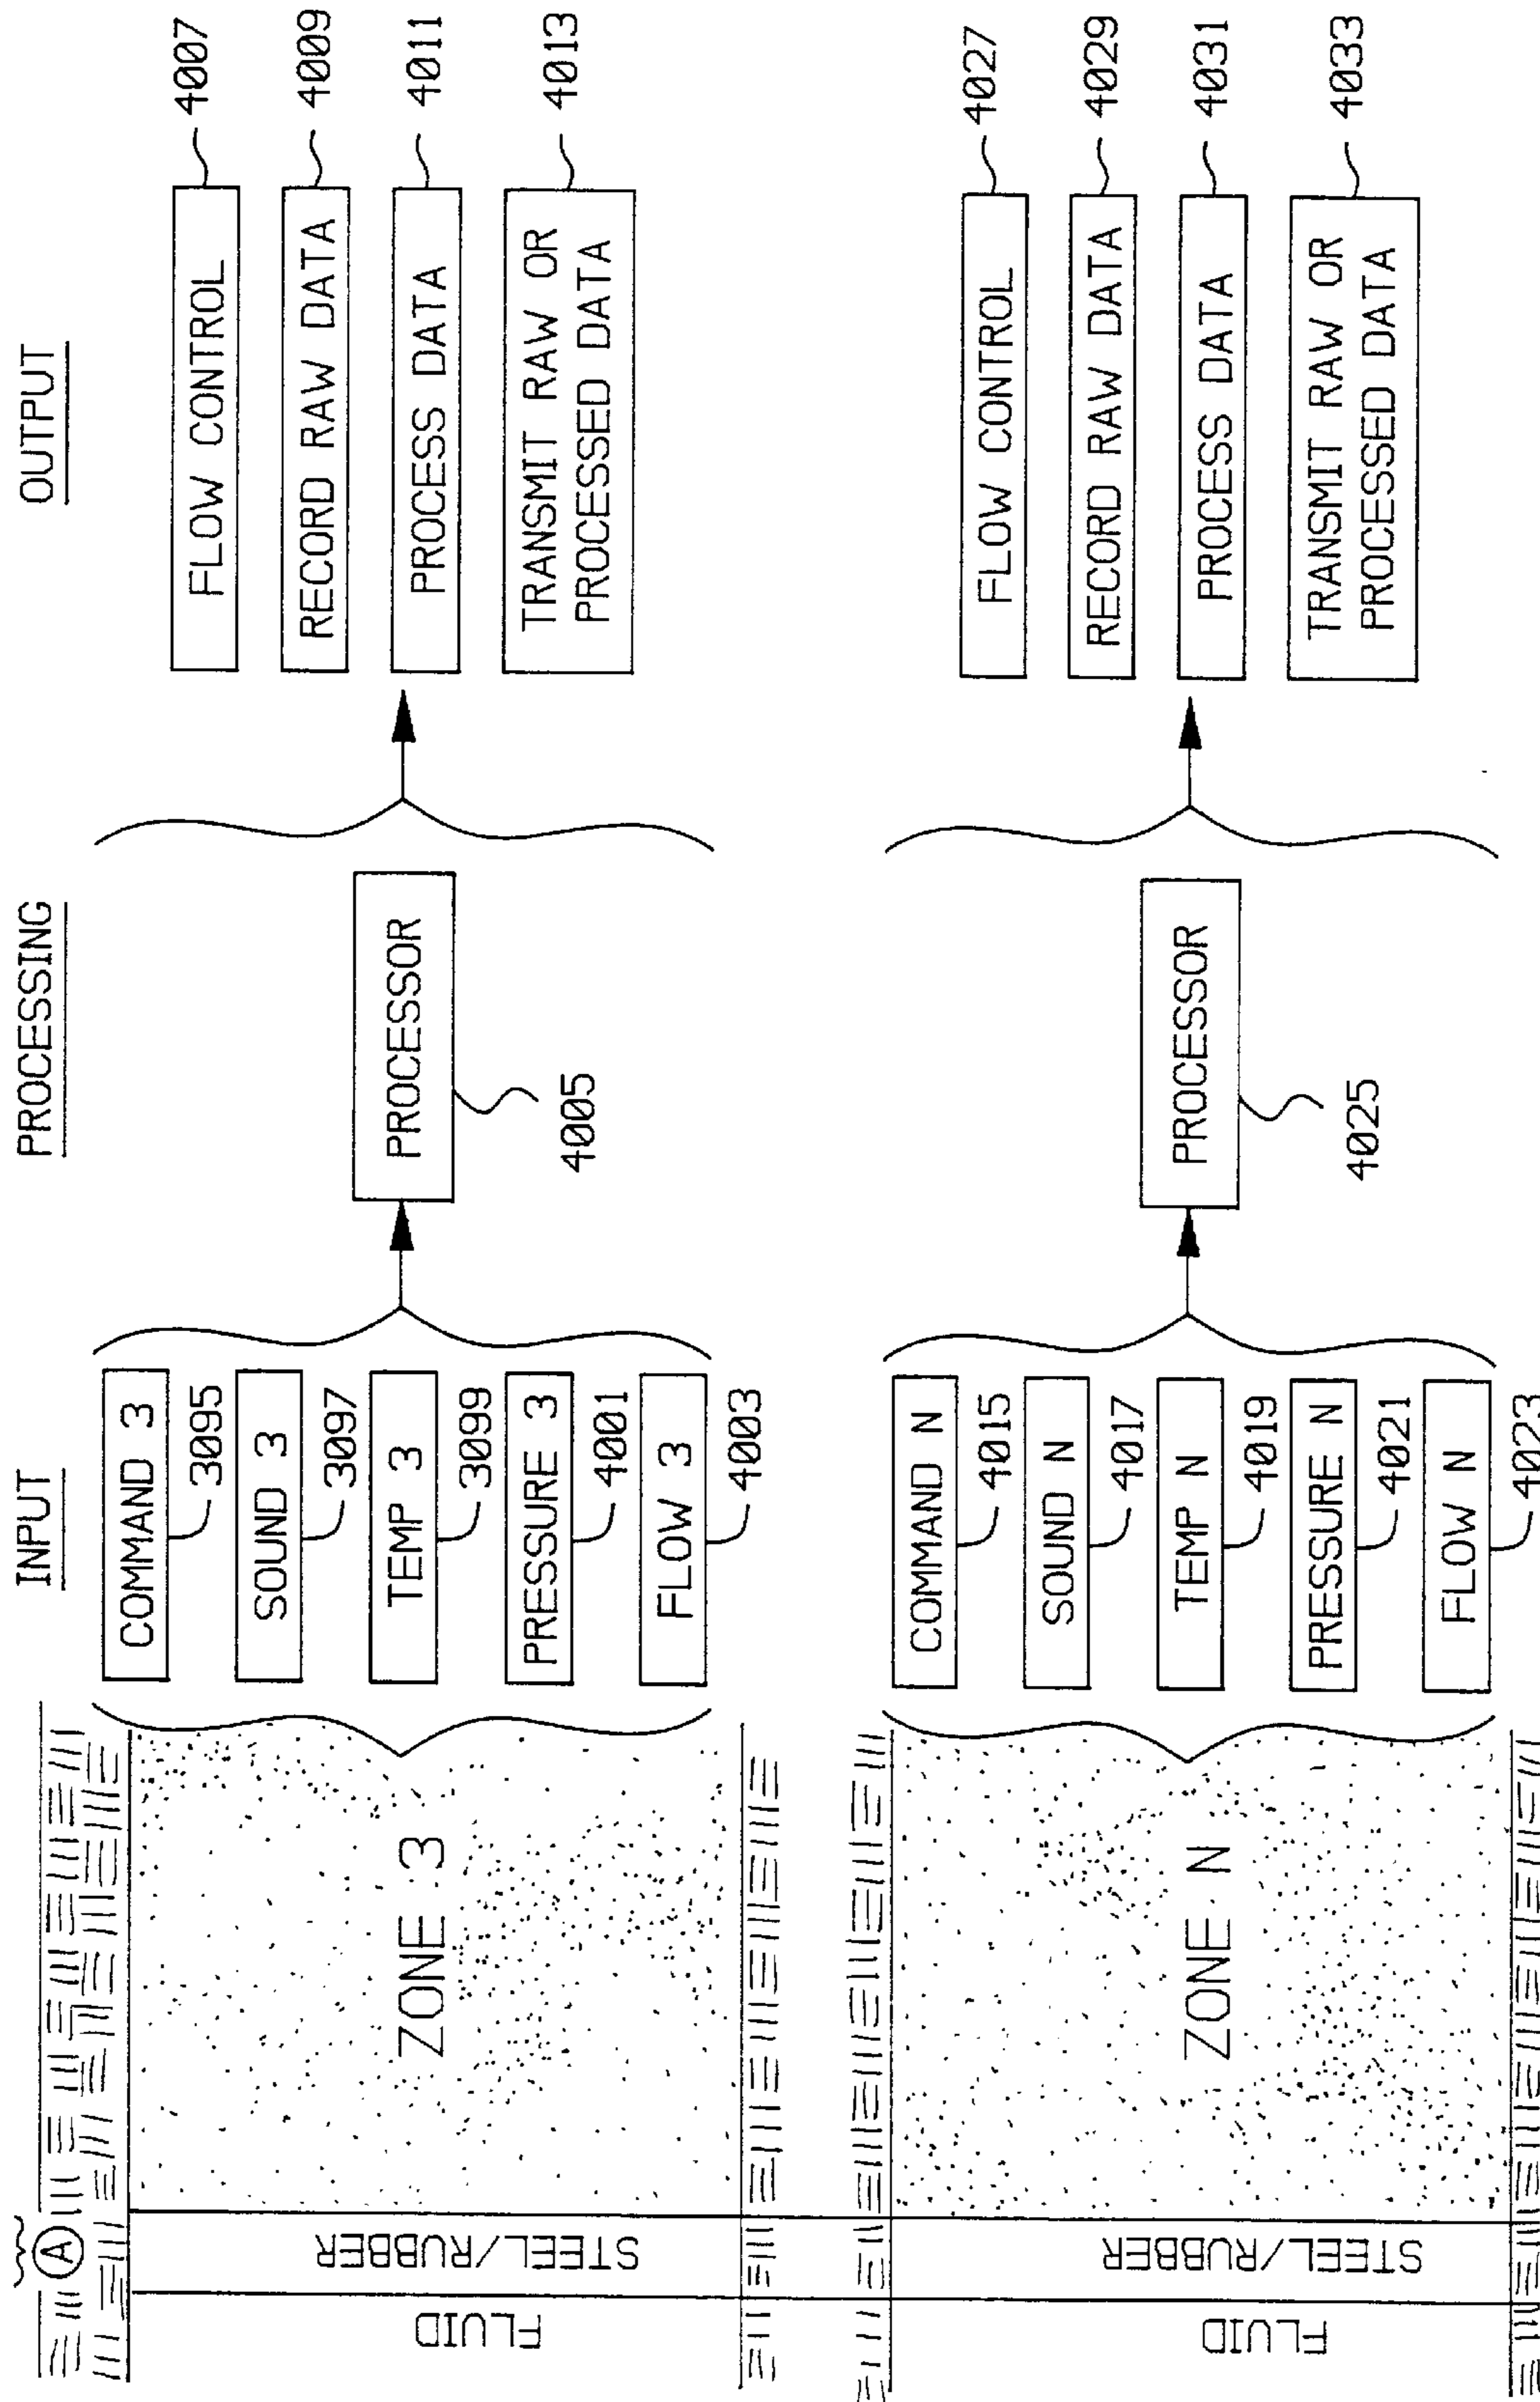 INPUT
PROCESSING
OUTPUT
A
FLUID
STEEL/RUBBER
ZONE 3
COMMAND 3
3095
SOUND 3
3097
TEMP 3
3099
PRESSURE 3
4001
FLOW 3
4003
PROCESSOR
4005
FLOW CONTROL
4007
RECORD RAW DATA
4009
PROCESS DATA
4011
TRANSMIT RAW OR
PROCESSED DATA
4013
FLUID
STEEL/RUBBER
ZONE N
COMMAND N
4015
SOUND N
4017
TEMP N
4019
PRESSURE N
4021
FLOW N
4023
PROCESSOR
4025
FLOW CONTROL
4027
RECORD RAW DATA
4029
PROCESS DATA
4031
TRANSMIT RAW OR
PROCESSED DATA
4033